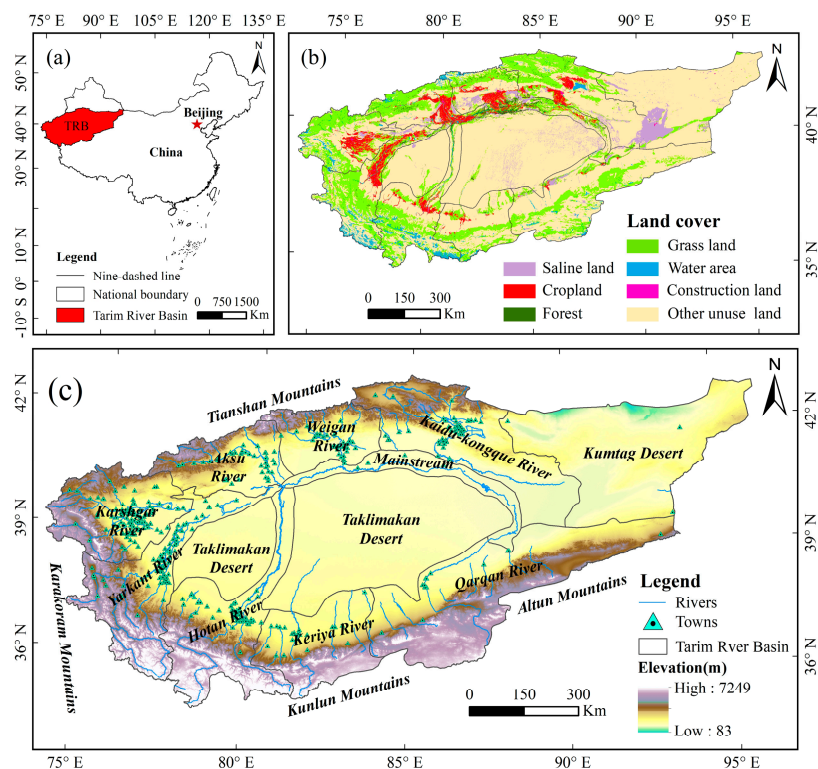 75° E 90° E 105° E 120° E 135° E
(a)
N
50° N
40° N
30° N
20° N
10° N
0°
-10° S
TRB
Beijing
China
Legend
Nine-dashed line
National boundary
Tarim River Basin
0 750 1500
Km
75° E 80° E 85° E 90° E 95° E
(b)
N
40° N
35° N
Land cover
Grass land
Saline land
Water area
Cropland
Construction land
Forest
Other unuse land
0 150 300
Km
(c)
N
42° N
39° N
36° N
42° N
39° N
36° N
Tianshan Mountains
Weigan
River
Kaidu-kongque River
Aksu
River
Mainstream
Kumtag Desert
Karshgar
River
Taklimakan
Desert
Taklimakan
Desert
Yarkant River
Qarqan River
Hotan River
Keriya River
Karakoram Mountains
Altun Mountains
Kunlun Mountains
Legend
Rivers
Towns
Tarim Rver Basin
Elevation(m)
High : 7249
Low : 83
0 150 300
Km
75° E 80° E 85° E 90° E 95° E